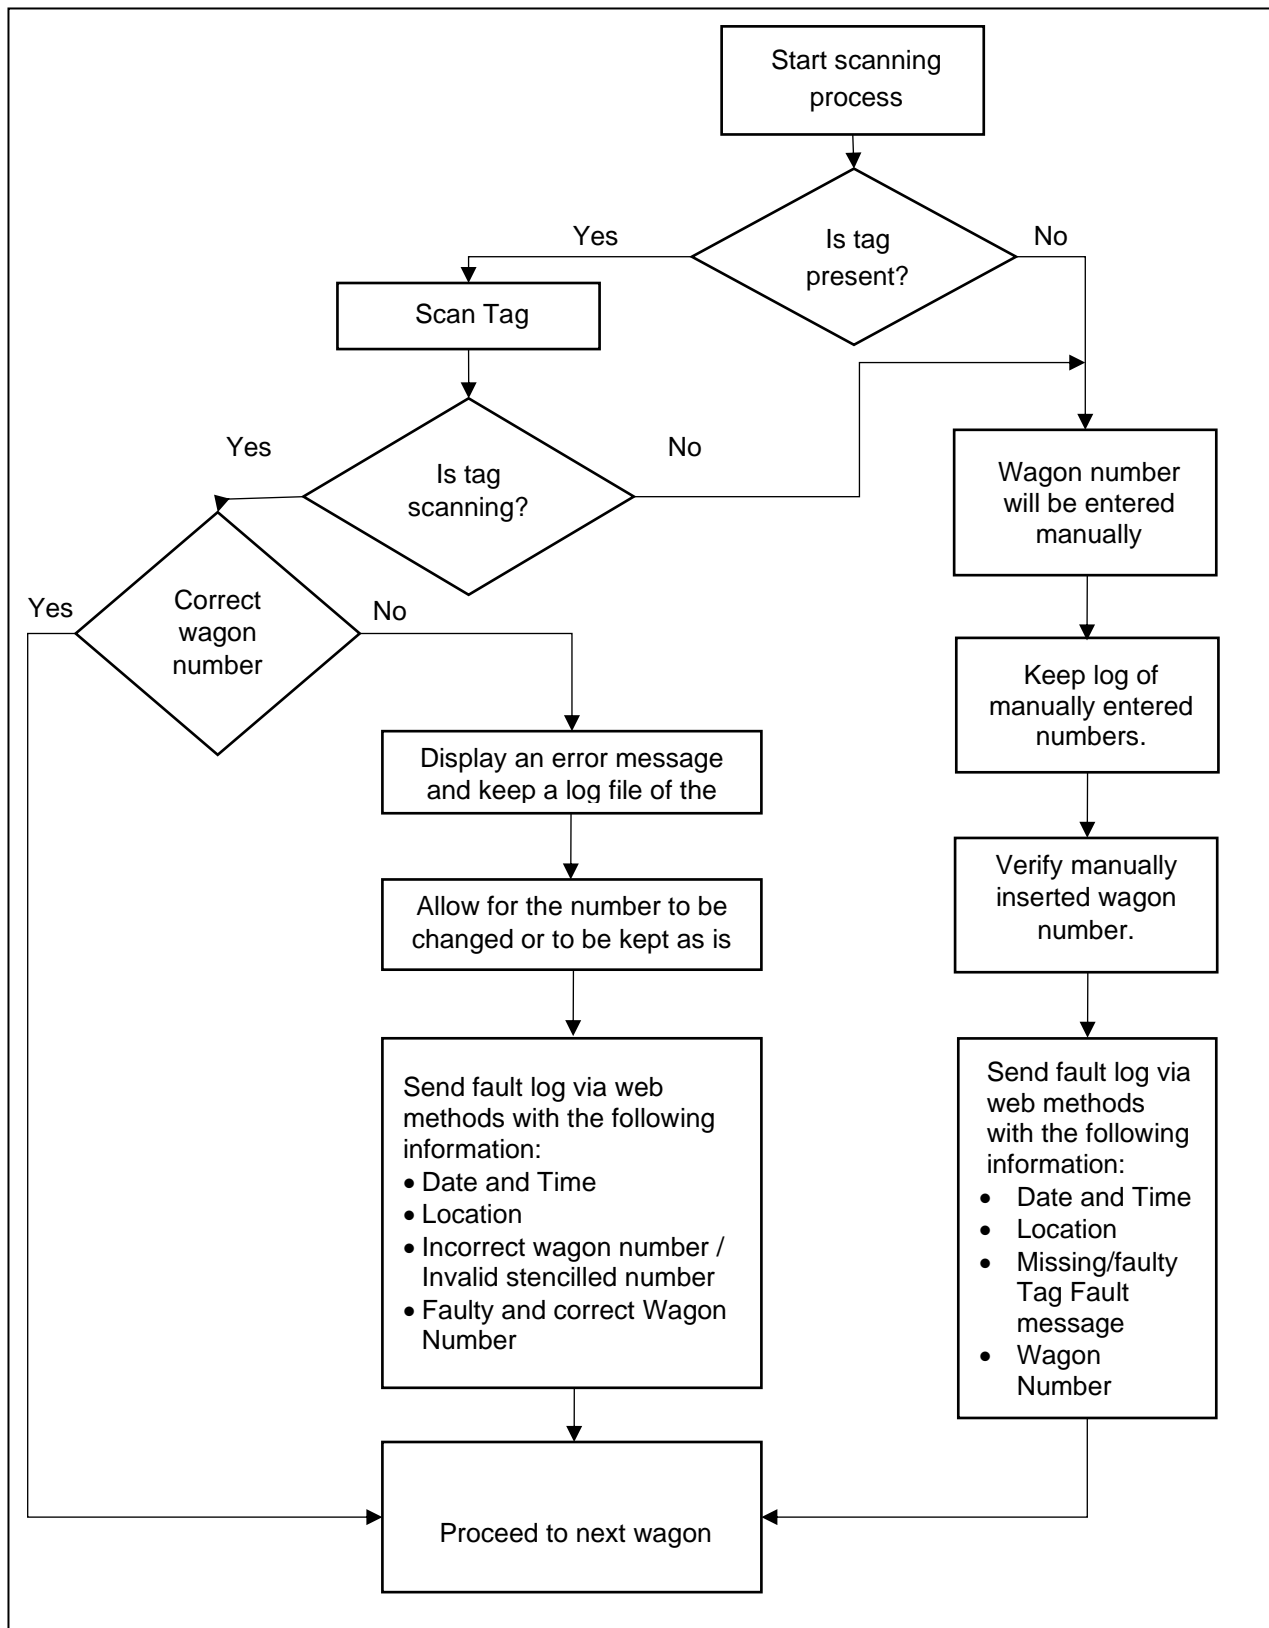 Start scanning
process
Yes
Is tag
present?
No
Scan Tag
Yes
Is tag
scanning?
No
Wagon number
will be entered
manually
Yes
Correct
wagon
number
No
Keep log of
manually entered
numbers.
Display an error message
and keep a log file of the
Verify manually
inserted wagon
number.
Allow for the number to be
changed or to be kept as is
Send fault log via web
methods with the following
information:
• Date and Time
• Location
• Incorrect wagon number /
Invalid stencilled number
• Faulty and correct Wagon
Number
Send fault log via
web methods
with the following
information:
• Date and Time
• Location
• Missing/faulty
Tag Fault
message
• Wagon
Number
Proceed to next wagon